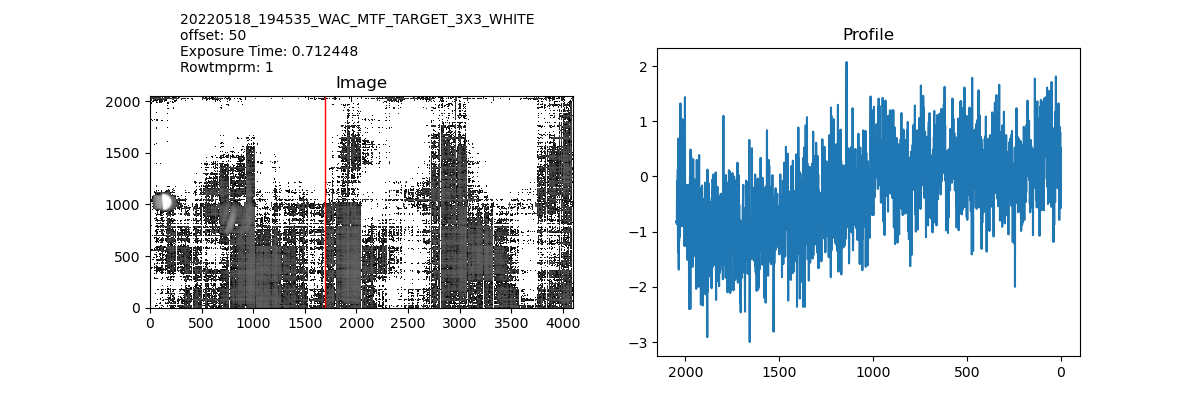 20220518_194535_WAC_MTF_TARGET_3X3_WHITE
offset: 50
Exposure Time: 0.712448
Rowtmprm: 1
Image
2000
1500
1000
500
0
0 500 1000 1500 2000 2500 3000 3500 4000
Profile
2
1
0
−1
−2
−3
2000 1500 1000 500 0